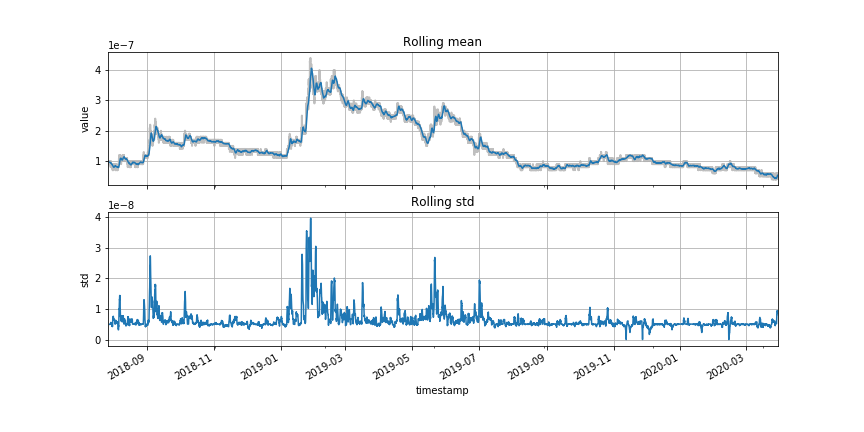 Rolling mean
1e−7
4
3
2
1
value
Rolling std
1e−8
4
3
2
1
0
std
2018-09
2018-11
2019-01
2019-03
2019-05
2019-07
2019-09
2019-11
2020-01
2020-03
timestamp